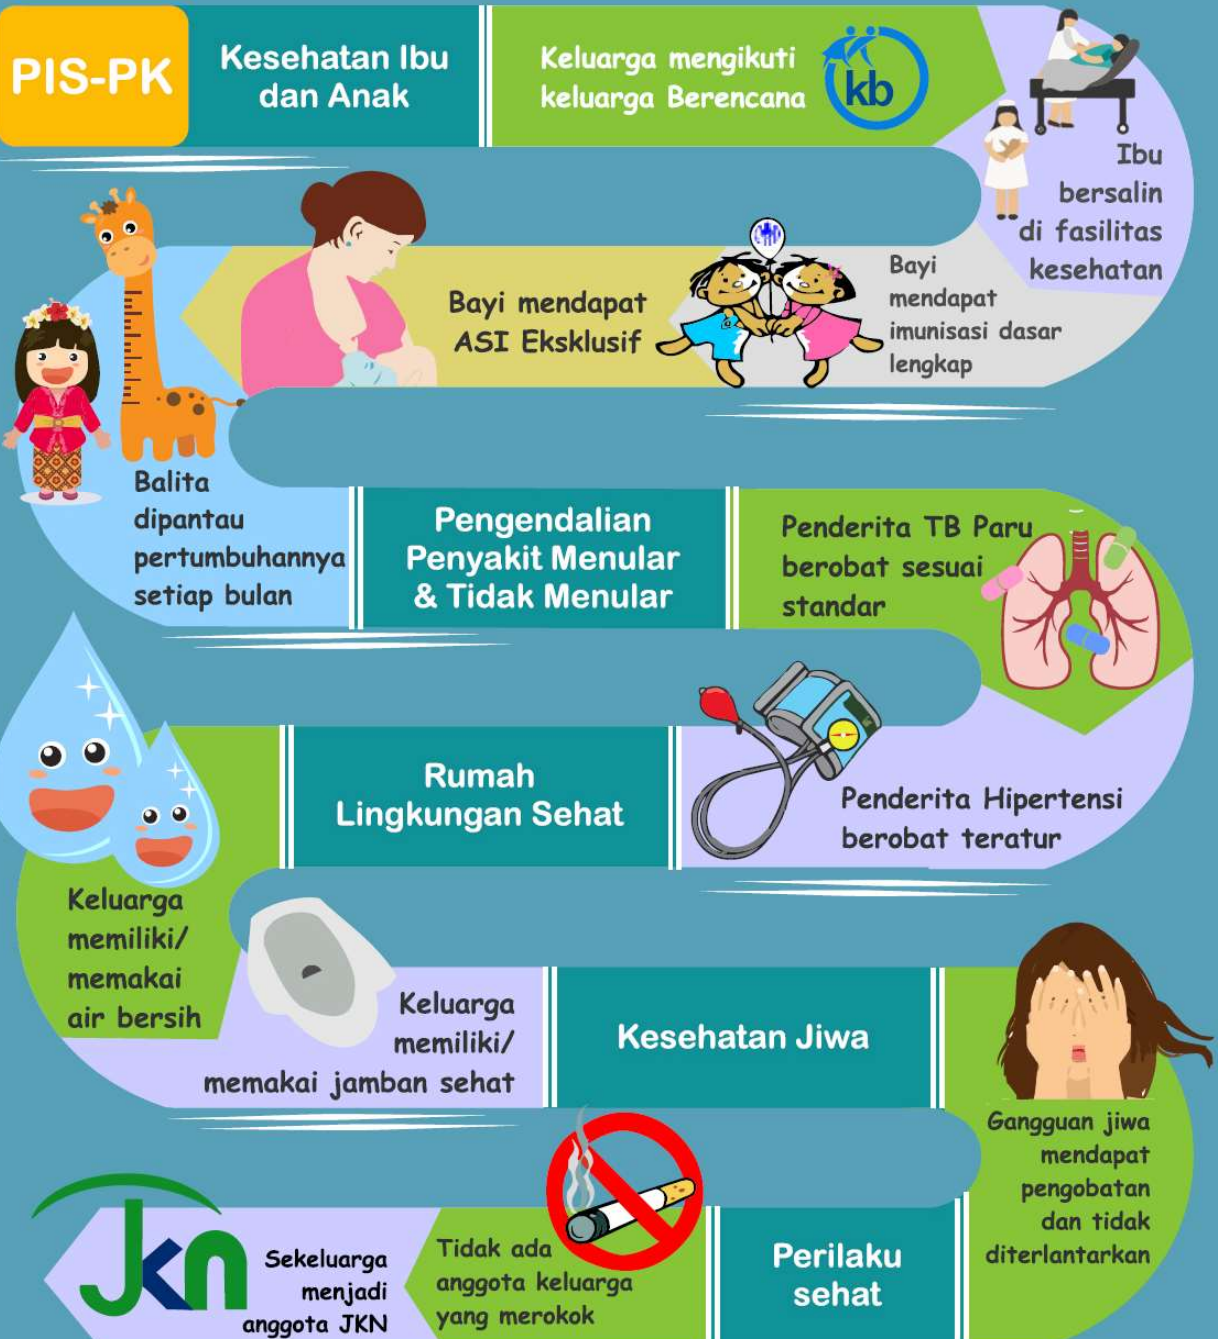 PIS-PK
Kesehatan Ibu
dan Anak
Keluarga mengikuti
keluarga Berencana
kb
Ibu
bersalin
di fasilitas
kesehatan
Bayi
mendapat
imunisasi dasar
lengkap
Bayi mendapat
ASI Eksklusif
Balita
dipantau
pertumbuhannya
setiap bulan
Pengendalian
Penyakit Menular
& Tidak Menular
Penderita TB Paru
berobat sesuai
standar
Penderita Hipertensi
berobat teratur
Rumah
Lingkungan Sehat
Keluarga
memiliki/
memakai
air bersih
Keluarga
memiliki/
memakai jamban sehat
Kesehatan Jiwa
Gangguan jiwa
mendapat
pengobatan
dan tidak
diterlantarkan
Perilaku
sehat
Tidak ada
anggota keluarga
yang merokok
Sekeluarga
menjadi
anggota JKN
Jkn